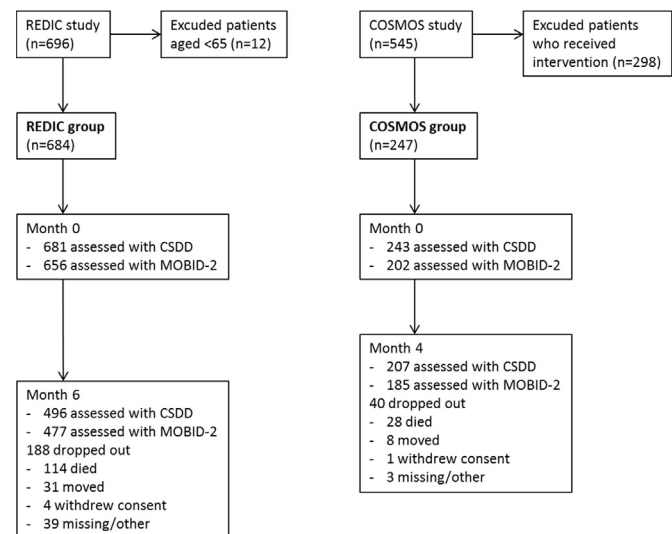 REDIC study
(n=696)
Excuded patients
aged <65 (n=12)
REDIC group
(n=684)
Month 0
- 681 assessed with CSDD
- 656 assessed with MOBID-2
Month 6
- 496 assessed with CSDD
- 477 assessed with MOBID-2
188 dropped out
- 114 died
- 31 moved
- 4 withdrew consent
- 39 missing/other
COSMOS study
(n=545)
Excuded patients
who received
intervention (n=298)
COSMOS group
(n=247)
Month 0
- 243 assessed with CSDD
- 202 assessed with MOBID-2
Month 4
- 207 assessed with CSDD
- 185 assessed with MOBID-2
40 dropped out
- 28 died
- 8 moved
- 1 withdrew consent
- 3 missing/other